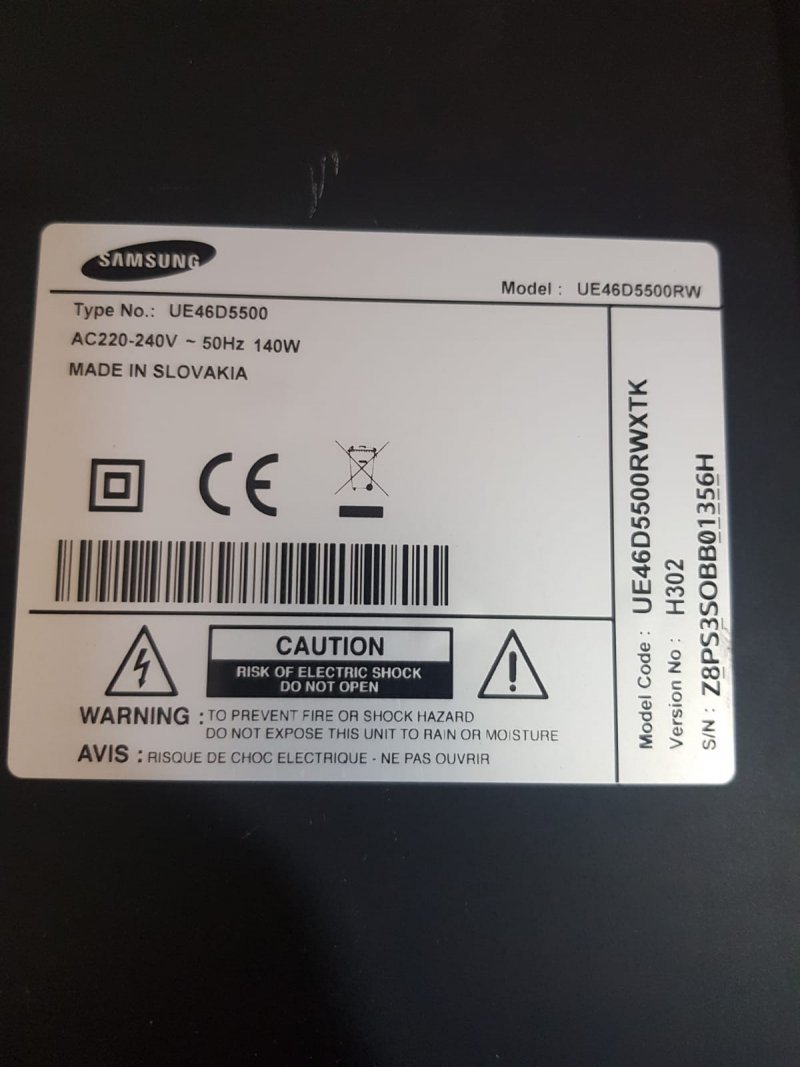 SAMSUNG
Model : UE46D5500RW
Type No.: UE46D5500
AC220-240V ~ 50Hz 140W
MADE IN SLOVAKIA
CE
CAUTION
RISK OF ELECTRIC SHOCK
DO NOT OPEN
WARNING : TO PREVENT FIRE OR SHOCK HAZARD
DO NOT EXPOSE THIS UNIT TO RAIN OR MOISTURE
AVIS : RISQUE DE CHOC ELECTRIQUE - NE PAS OUVRIR
Model Code : UE46D5500RWXTK
Version No : H302
S/N : Z8PS3SOBB01356H